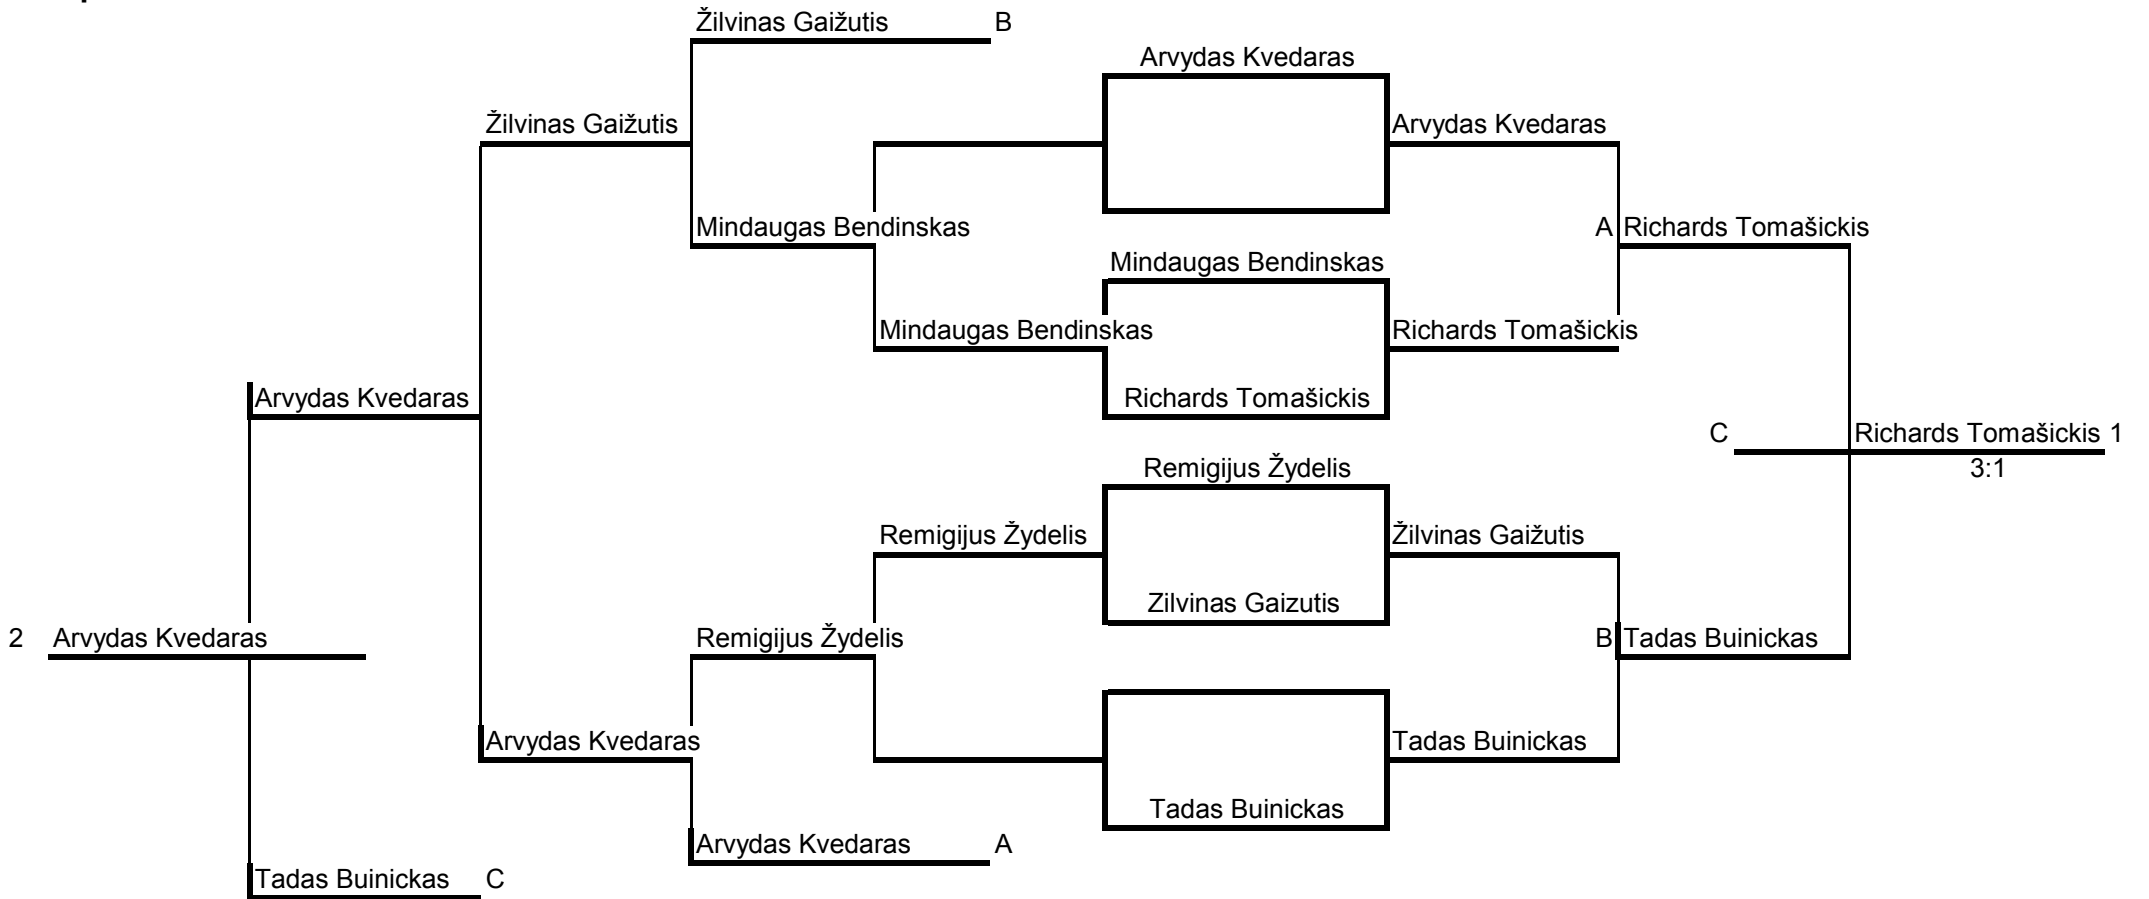 Žilvinas Gaižutis B
Arvydas Kvedaras
Žilvinas Gaižutis Arvydas Kvedaras
Mindaugas Bendinskas A Richards Tomašickis
Mindaugas Bendinskas
Mindaugas Bendinskas Richards Tomašickis
Arvydas Kvedaras Richards Tomašickis
C Richards Tomašickis 1
Remigijus Žydelis 3:1
Remigijus Žydelis Žilvinas Gaižutis
Zilvinas Gaizutis
2 Arvydas Kvedaras Remigijus Žydelis B Tadas Buinickas
Arvydas Kvedaras Tadas Buinickas
Tadas Buinickas
Arvydas Kvedaras A
Tadas Buinickas C